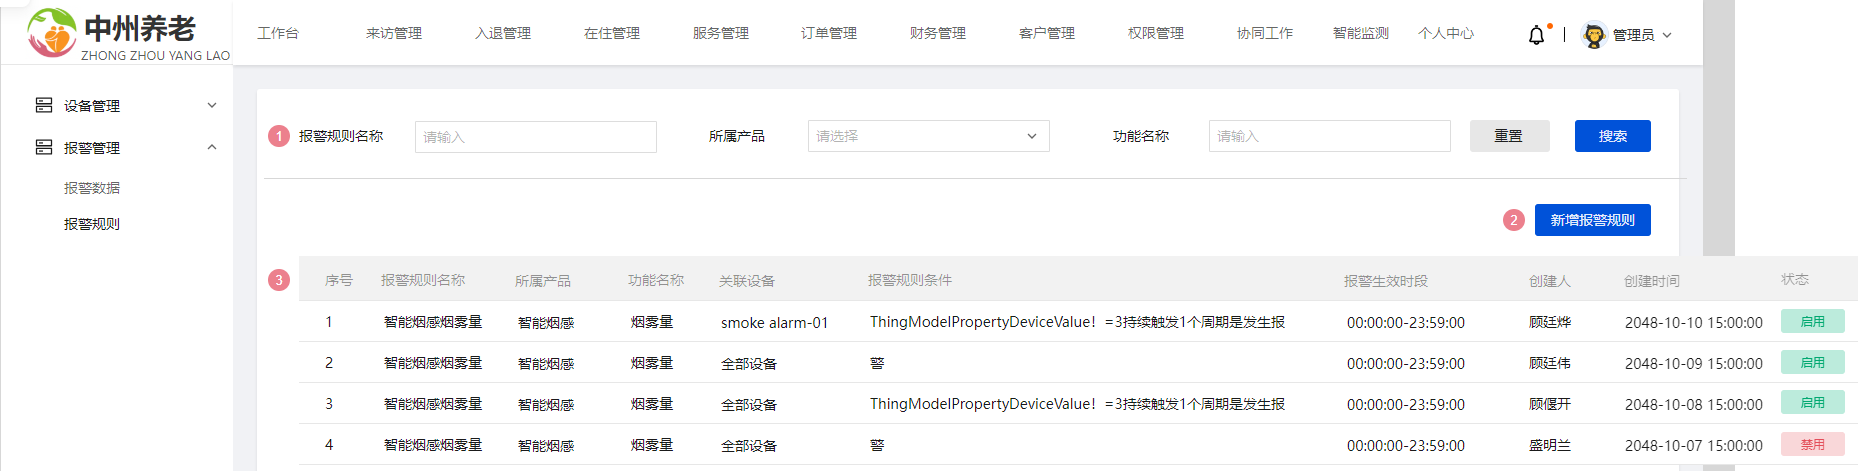 中州养老
ZHONG ZHOU YANG LAO
工作台 来访管理 入退管理 在住管理 服务管理 订单管理 财务管理 客户管理 权限管理 协同工作 智能监测 个人中心 管理员
设备管理
报警管理
报警数据
报警规则
1 报警规则名称 请输入 所属产品 请选择 功能名称 请输入 重置 搜索
2 新增报警规则
3 序号 报警规则名称 所属产品 功能名称 关联设备 报警规则条件 报警生效时段 创建人 创建时间 状态
1 智能烟感烟雾量 智能烟感 烟雾量 smoke alarm-01 ThingModelPropertyDeviceValue! =3持续触发1个周期是发生报 00:00:00-23:59:00 顾廷烨 2048-10-10 15:00:00 启用
2 智能烟感烟雾量 智能烟感 烟雾量 全部设备 警 00:00:00-23:59:00 顾廷伟 2048-10-09 15:00:00 启用
3 智能烟感烟雾量 智能烟感 烟雾量 全部设备 ThingModelPropertyDeviceValue! =3持续触发1个周期是发生报 00:00:00-23:59:00 顾偃开 2048-10-08 15:00:00 启用
4 智能烟感烟雾量 智能烟感 烟雾量 全部设备 警 00:00:00-23:59:00 盛明兰 2048-10-07 15:00:00 禁用